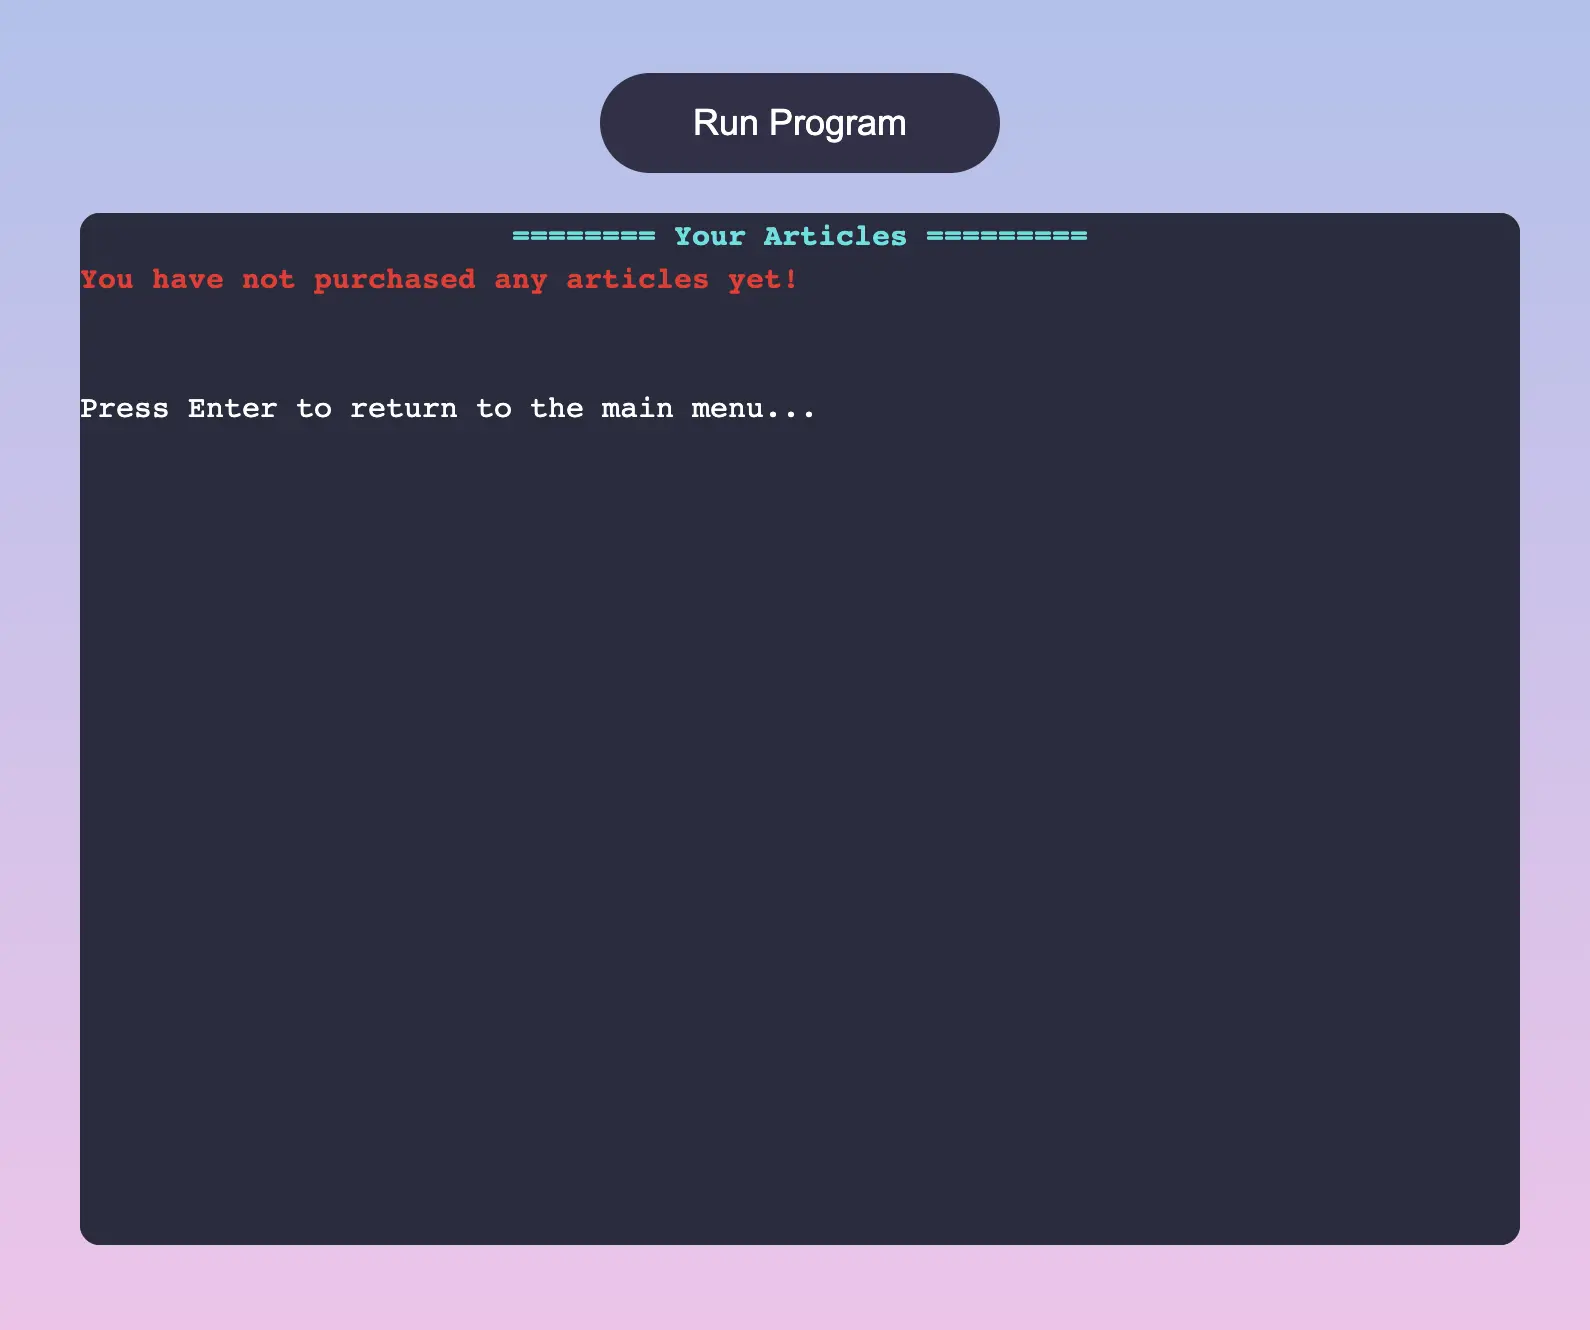 Run Program
======== Your Articles =========
You have not purchased any articles yet!
Press Enter to return to the main menu...